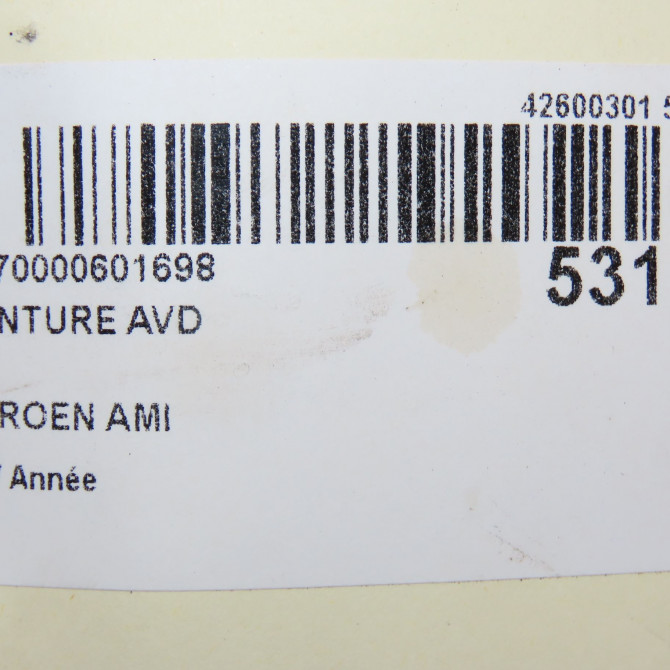 42600301 5
70000601698
531
NTURE AVD
ROEN AMI
/ Année